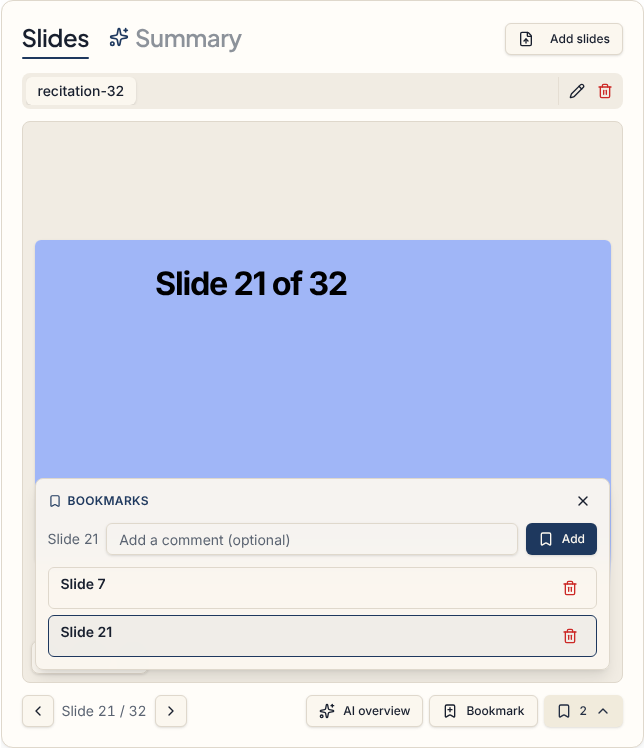 Slides Summary Add slides
recitation-32
Slide 21 of 32
BOOKMARKS
Slide 21 Add a comment (optional) Add
Slide 7
Slide 21
Slide 21 / 32 AI overview Bookmark 2